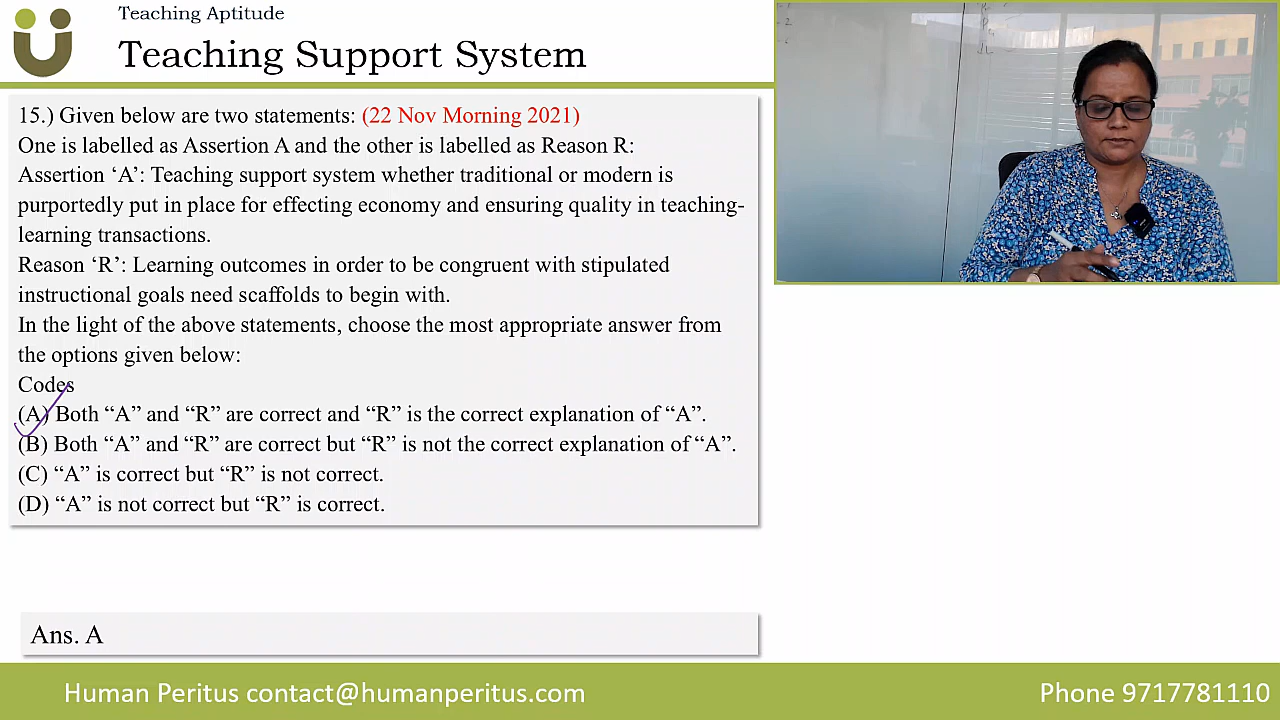 Teaching Aptitude
Teaching Support System
15.) Given below are two statements: (22 Nov Morning 2021)
One is labelled as Assertion A and the other is labelled as Reason R:
Assertion ‘A’: Teaching support system whether traditional or modern is
purportedly put in place for effecting economy and ensuring quality in teaching-
learning transactions.
Reason ‘R’: Learning outcomes in order to be congruent with stipulated
instructional goals need scaffolds to begin with.
In the light of the above statements, choose the most appropriate answer from
the options given below:
Codes
(A) Both “A” and “R” are correct and “R” is the correct explanation of “A”.
(B) Both “A” and “R” are correct but “R” is not the correct explanation of “A”.
(C) “A” is correct but “R” is not correct.
(D) “A” is not correct but “R” is correct.
Ans. A
Human Peritus contact@humanperitus.com
Phone 9717781110